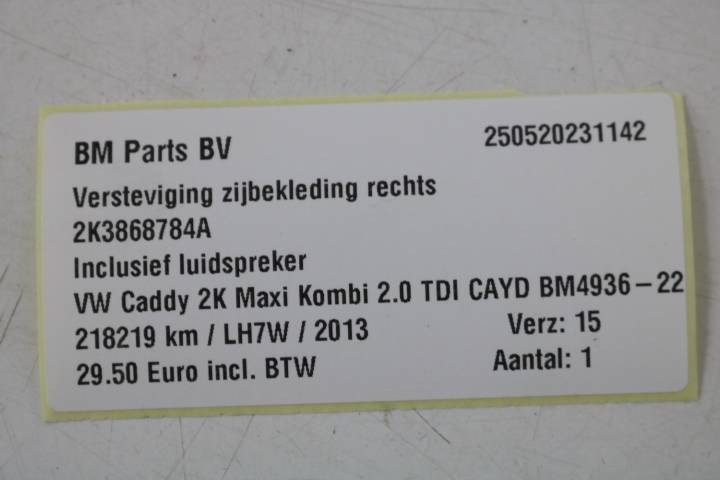 BM Parts BV 250520231142
Versteviging zijbekleding rechts
2K3868784A
Inclusief luidspreker
VW Caddy 2K Maxi Kombi 2.0 TDI CAYD BM4936-22
218219 km / LH7W / 2013 Verz: 15
29.50 Euro incl. BTW Aantal: 1